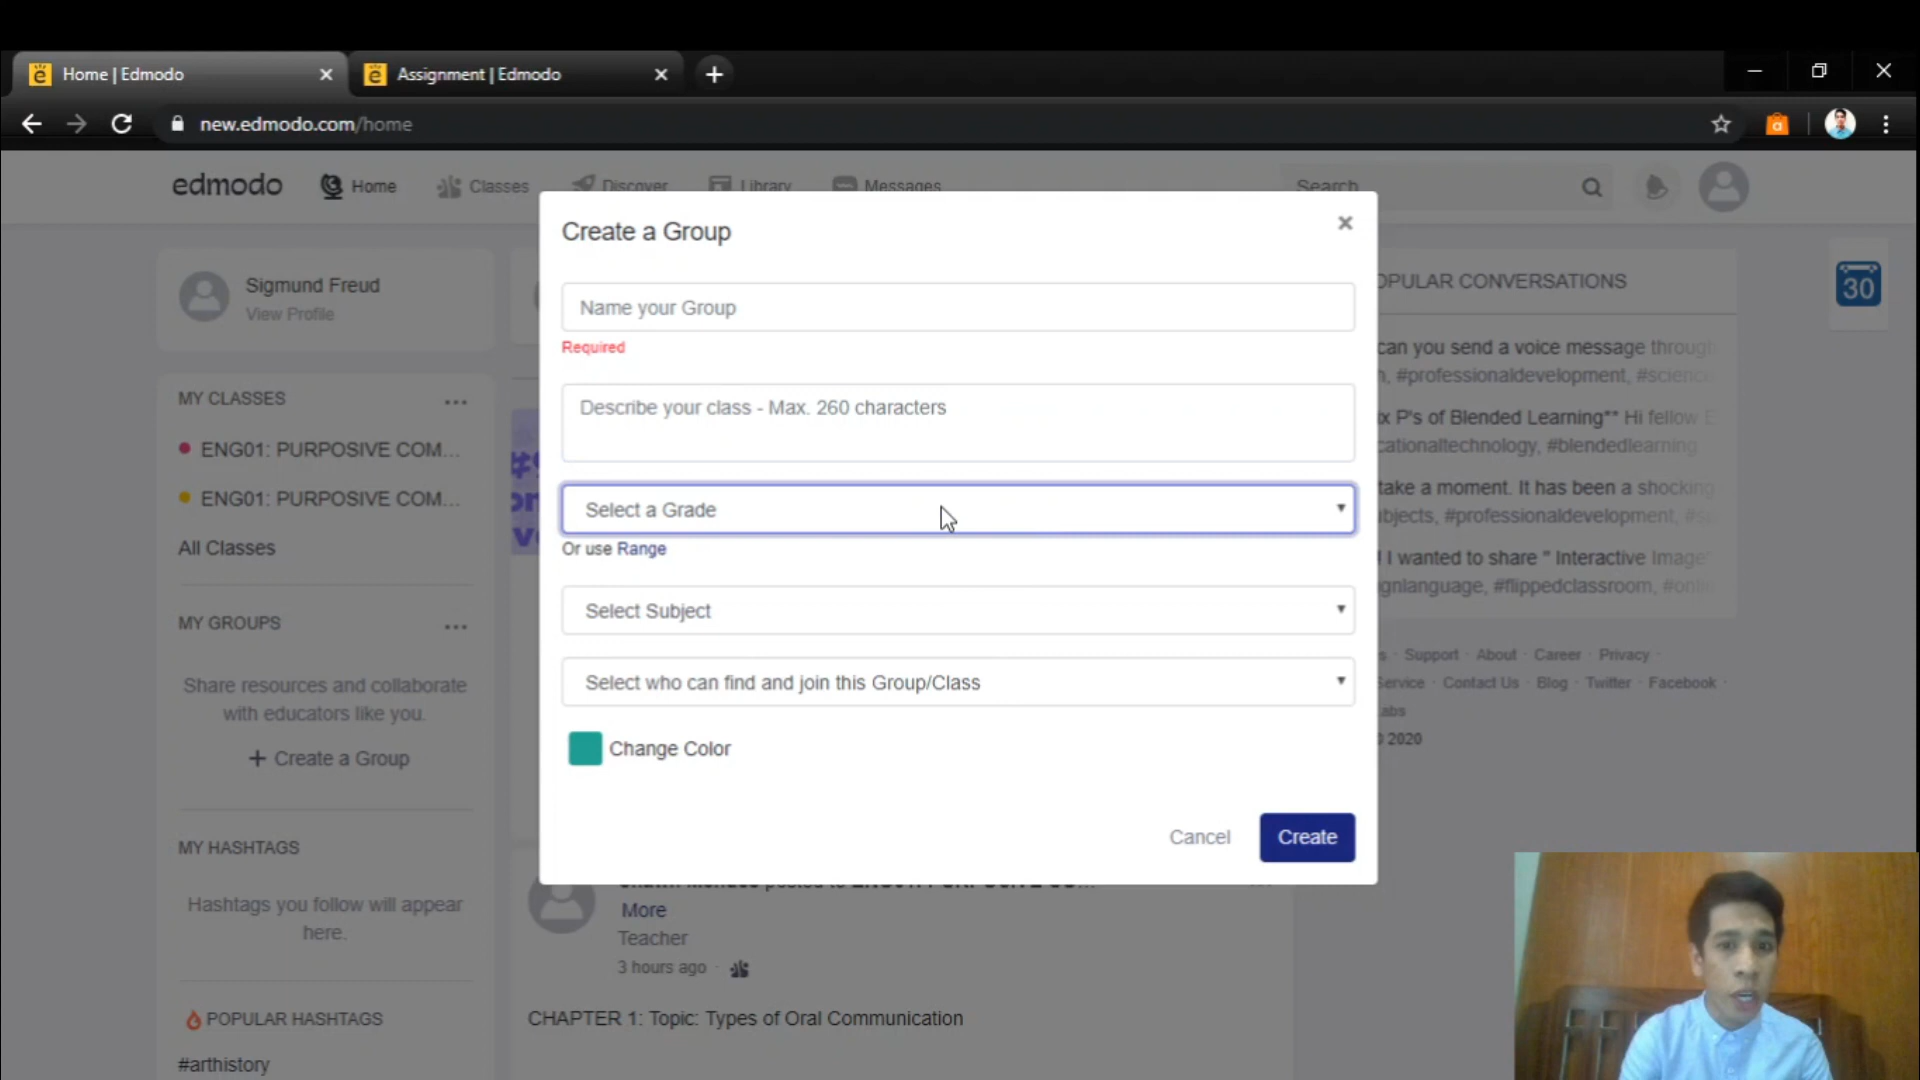 Home | Edmodo
Assignment | Edmodo
new.edmodo.com/home
edmodo
Home
Classes
Discover
Library
Messages
Search
Create a Group
Name your Group
Required
Describe your class - Max. 260 characters
Select a Grade
Or use Range
Select Subject
Select who can find and join this Group/Class
Change Color
Cancel
Create
Sigmund Freud
View Profile
MY CLASSES
ENG01: PURPOSIVE COM...
ENG01: PURPOSIVE COM...
All Classes
MY GROUPS
Share resources and collaborate
with educators like you.
+ Create a Group
MY HASHTAGS
Hashtags you follow will appear
here.
POPULAR HASHTAGS
#arthistory
More
Teacher
3 hours ago ·
CHAPTER 1: Topic: Types of Oral Communication
OPULAR CONVERSATIONS
can you send a voice message through
#professionaldevelopment, #science
P's of Blended Learning** Hi fellow
#blendedlearning
take a moment. It has been a shocking
#professionaldevelopment,
I wanted to share " Interactive Image"
#flippedclassroom,
Support · About · Career · Privacy ·
Service · Contact Us · Blog · Twitter · Facebook ·
2020
30